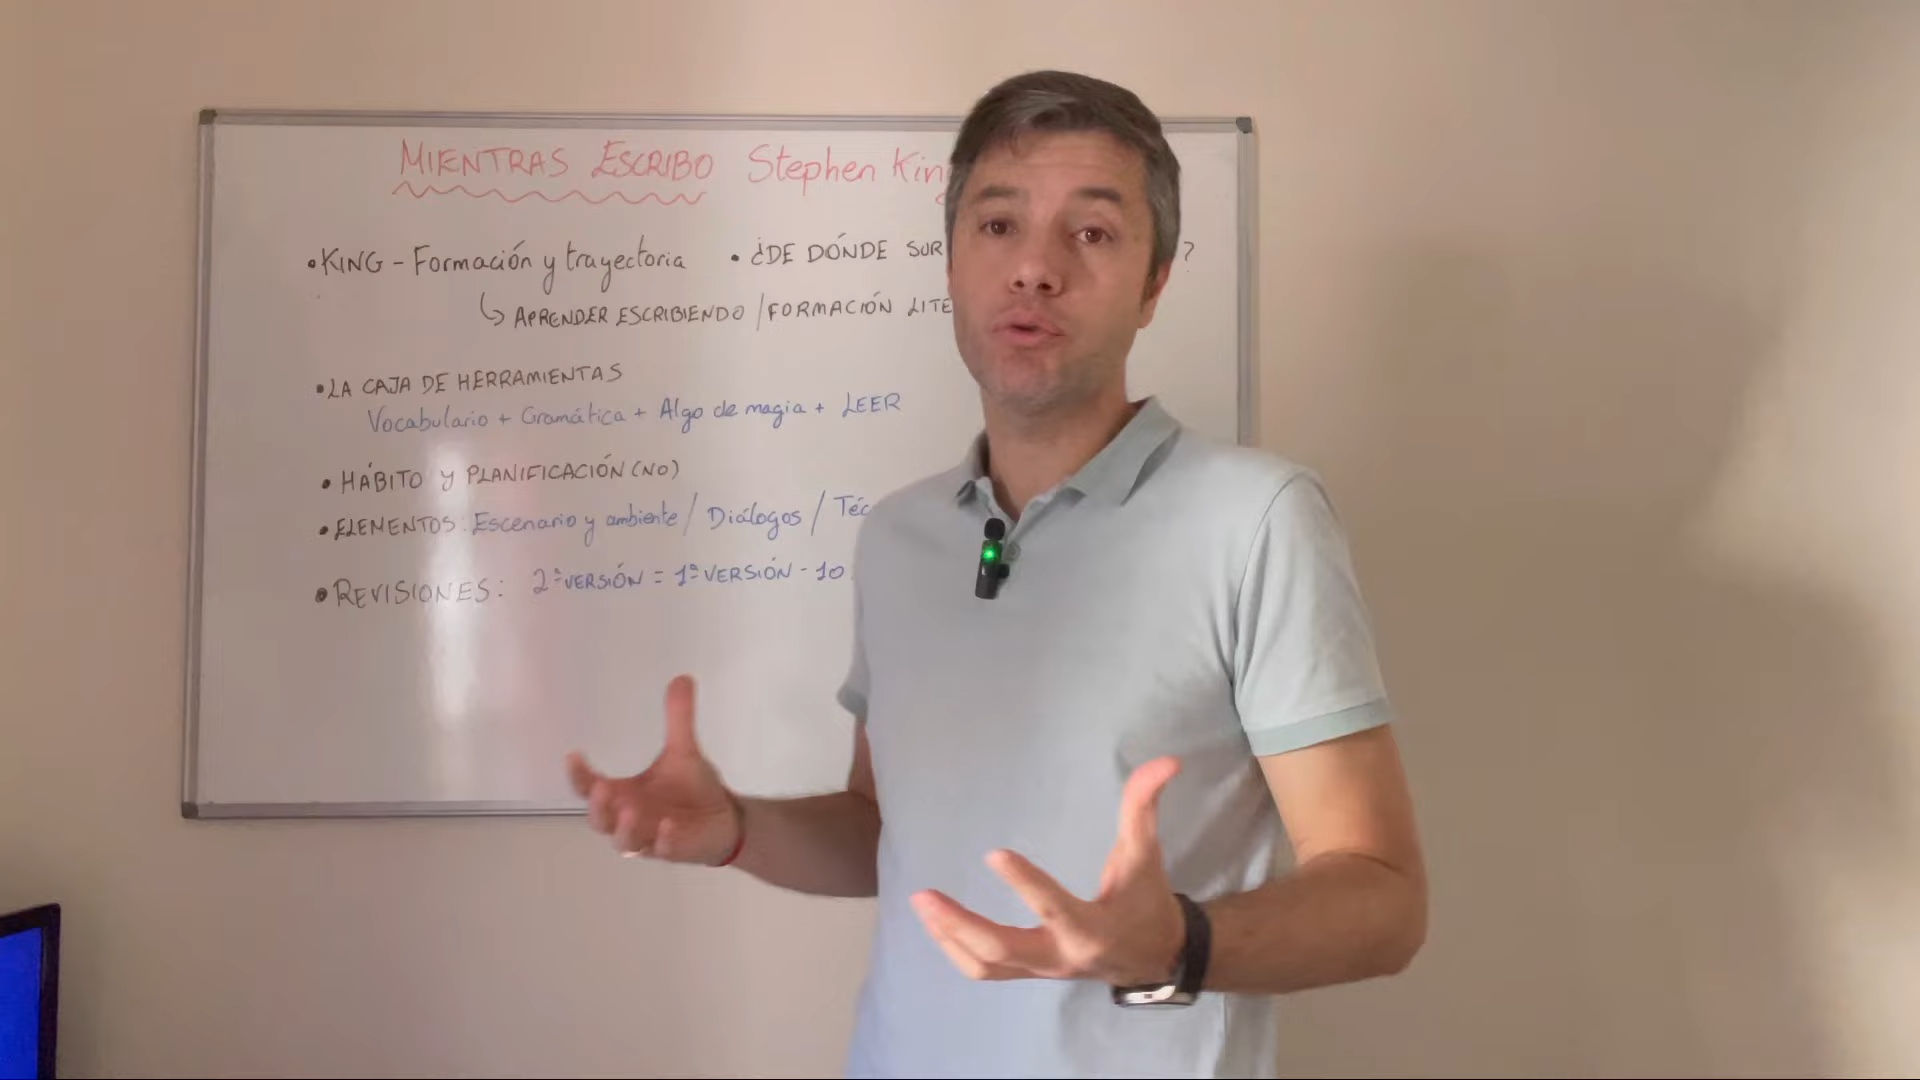 MIENTRAS ESCRIBO Stephen King
• KING - Formación y trayectoria • ¿DE DÓNDE SUR ?
↳ APRENDER ESCRIBIENDO / FORMACIÓN LITE
• LA CAJA DE HERRAMIENTAS
Vocabulario + Gramática + Algo de magia + LEER
• HÁBITO y PLANIFICACIÓN (NO)
• ELEMENTOS: Escenario y ambiente / Diálogos / Téc
• REVISIONES: 2ª VERSIÓN = 1ª VERSIÓN - 10